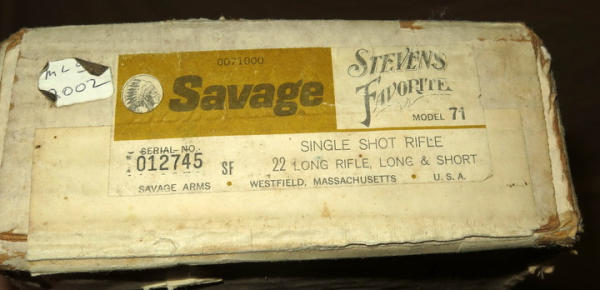 0071000
Savage
STEVENS
FAVORITE
MODEL 71
SINGLE SHOT RIFLE
SERIAL NO.
012745 SF 22 LONG RIFLE, LONG & SHORT
SAVAGE ARMS WESTFIELD, MASSACHUSETTS U.S.A.
2002